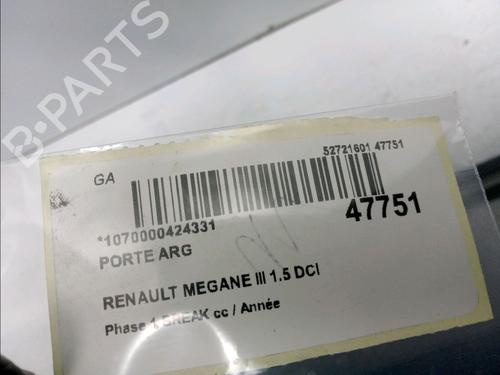 B-PARTS
GA
52721601 47751
*1070000424331
47751
PORTE ARG
RENAULT MEGANE III 1.5 DCI
Phase 1 BREAK cc / Année